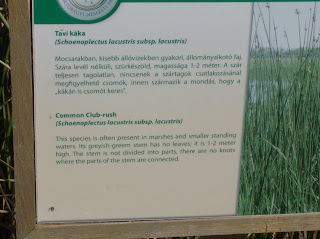 Tavi káka
(Schoenoplectus lacustris subsp. lacustris)
Mocsarakban, kisebb állóvizekben gyakori, állományalkotó faj.
Szára levél nélküli, szürkészöld, magassága 1-2 méter. A szár
teljesen tagolatlan, nincsenek a szártagok csatlakozásánál
megfigyelhető csomók, innen származik a mondás, hogy a
„kákán is csomót keres".
Common Club-rush
(Schoenoplectus lacustris subsp. lacustris)
This species is often present in marshes and smaller standing
waters. Its greyish-green stem has no leaves; it is 1-2 meter
high. The stem is not divided into parts, there are no knots
where the parts of the stem are connected.